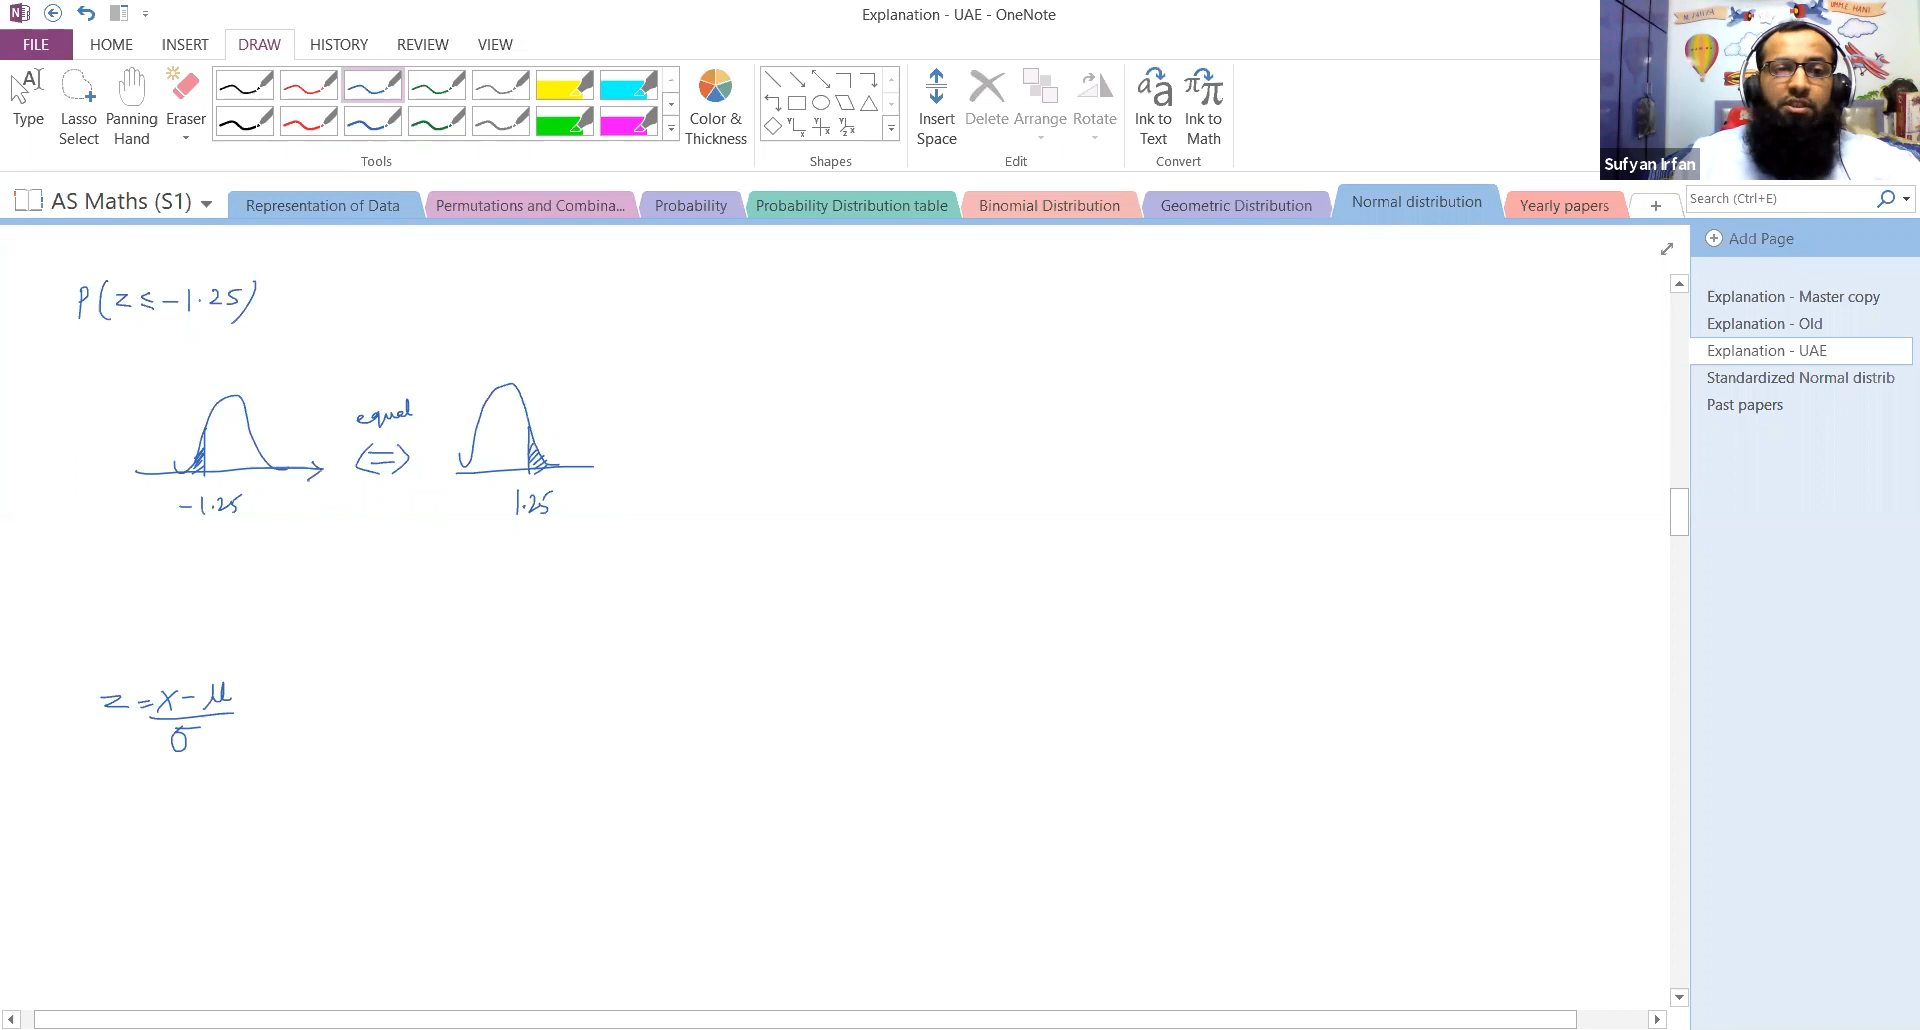 Explanation - UAE - OneNote
FILE HOME INSERT DRAW HISTORY REVIEW VIEW
M. FATIMA
UMM E HANI
Type
Lasso Select
Panning Hand
Eraser
Color & Thickness
Insert Space
Delete
Arrange
Rotate
Ink to Text
Ink to Math
Tools
Shapes
Edit
Convert
Sufyan Irfan
AS Maths (S1)
Representation of Data
Permutations and Combina...
Probability
Probability Distribution table
Binomial Distribution
Geometric Distribution
Normal distribution
Yearly papers
Search (Ctrl+E)
Add Page
Explanation - Master copy
Explanation - Old
Explanation - UAE
Standardized Normal distrib
Past papers
P(z ≤ -1.25)
equal
⟨=⟩
-1.25
1.25
z = x - μ
σ